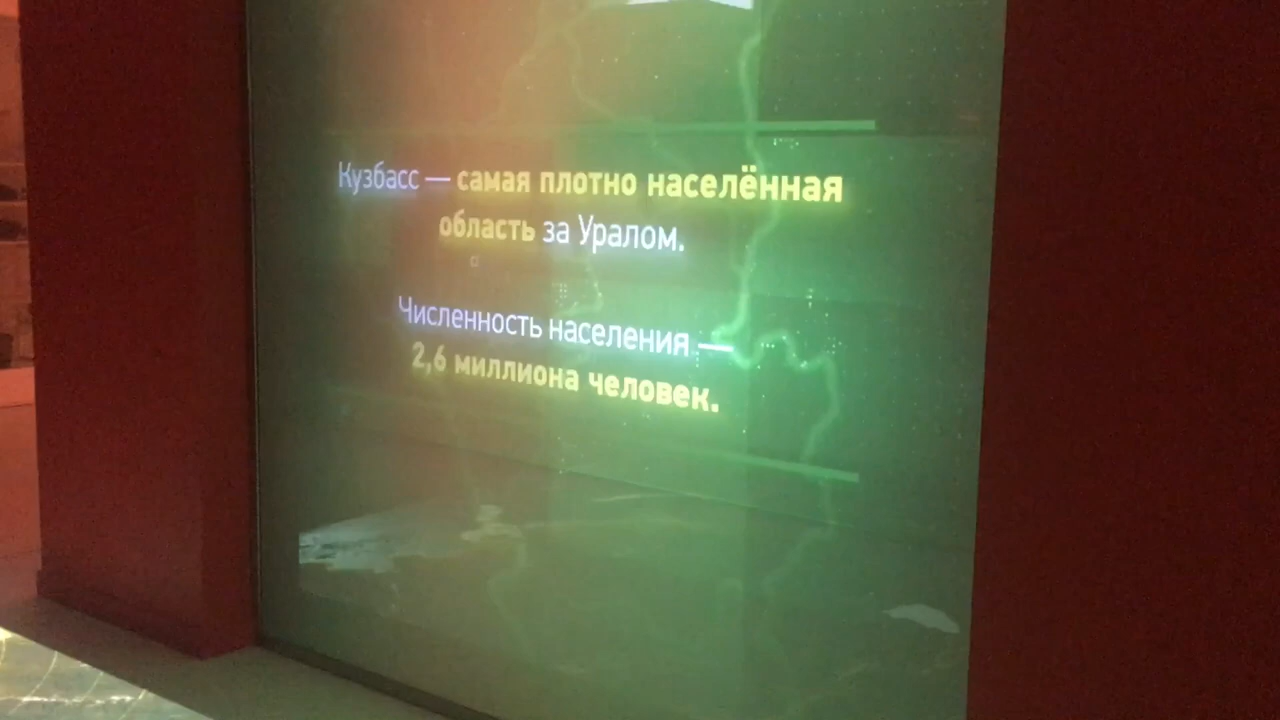 Кузбасс — самая плотно населённая
область за Уралом.
Численность населения —
2,6 миллиона человек.